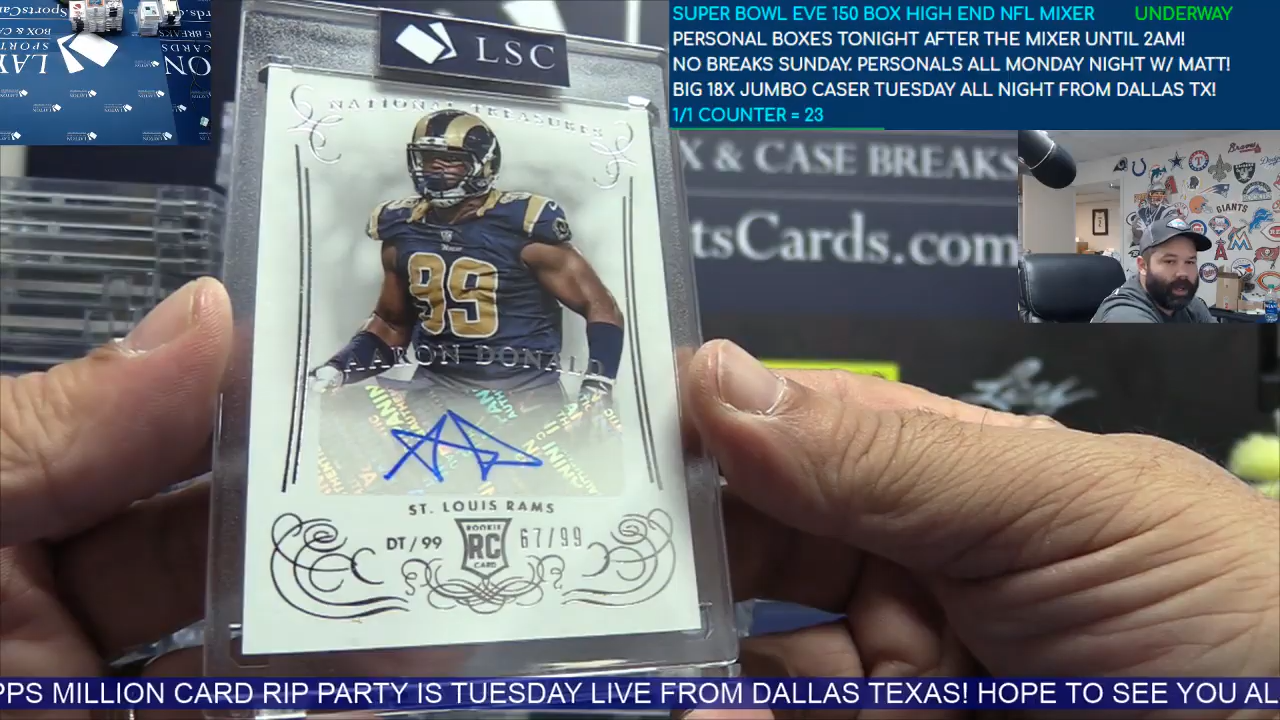 SUPER BOWL EVE 150 BOX HIGH END NFL MIXER UNDERWAY
PERSONAL BOXES TONIGHT AFTER THE MIXER UNTIL 2AM!
NO BREAKS SUNDAY. PERSONALS ALL MONDAY NIGHT W/ MATT!
BIG 18X JUMBO CASER TUESDAY ALL NIGHT FROM DALLAS TX!
1/1 COUNTER = 23
LSC
NATIONAL TREASURES
X & CASE BREAKS
tsCards.com
GIANTS
Braves
99
AARON DONALD
ST. LOUIS RAMS
DT/99
ROOKIE
RC
CARD
67/99
PPS MILLION CARD RIP PARTY IS TUESDAY LIVE FROM DALLAS TEXAS! HOPE TO SEE YOU AL